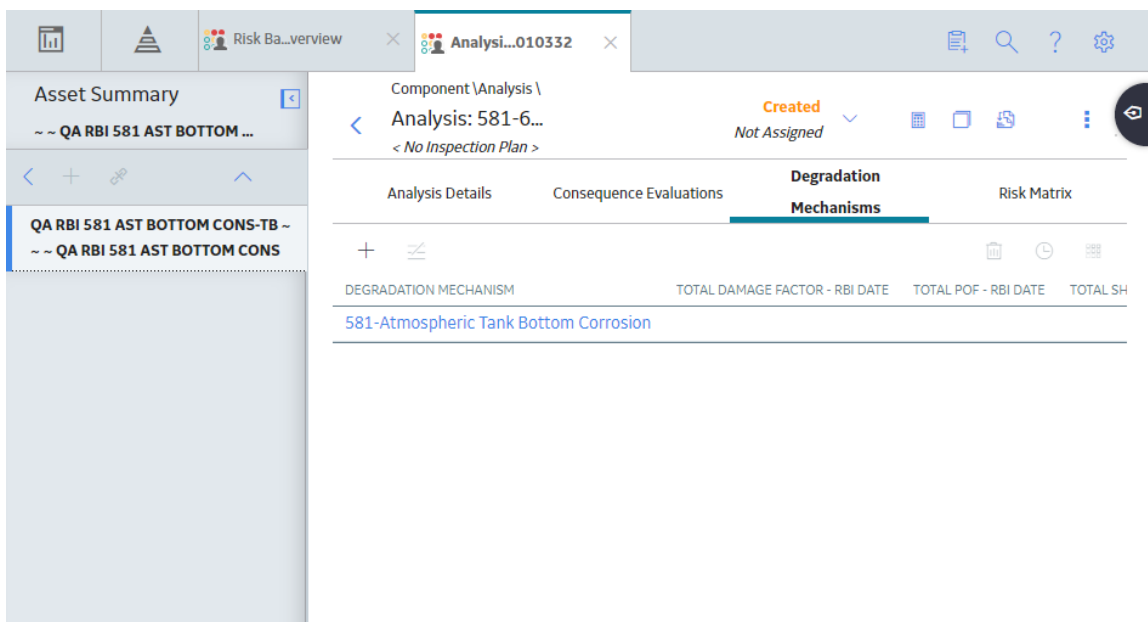 Risk Ba...verview
Analysi...010332
Asset Summary
~ ~ QA RBI 581 AST BOTTOM ...
QA RBI 581 AST BOTTOM CONS-TB ~
~ ~ QA RBI 581 AST BOTTOM CONS
Component \Analysis \
Analysis: 581-6...
< No Inspection Plan >
Created
Not Assigned
Analysis Details
Consequence Evaluations
Degradation
Mechanisms
Risk Matrix
DEGRADATION MECHANISM
TOTAL DAMAGE FACTOR - RBI DATE
TOTAL POF - RBI DATE
TOTAL SH
581-Atmospheric Tank Bottom Corrosion